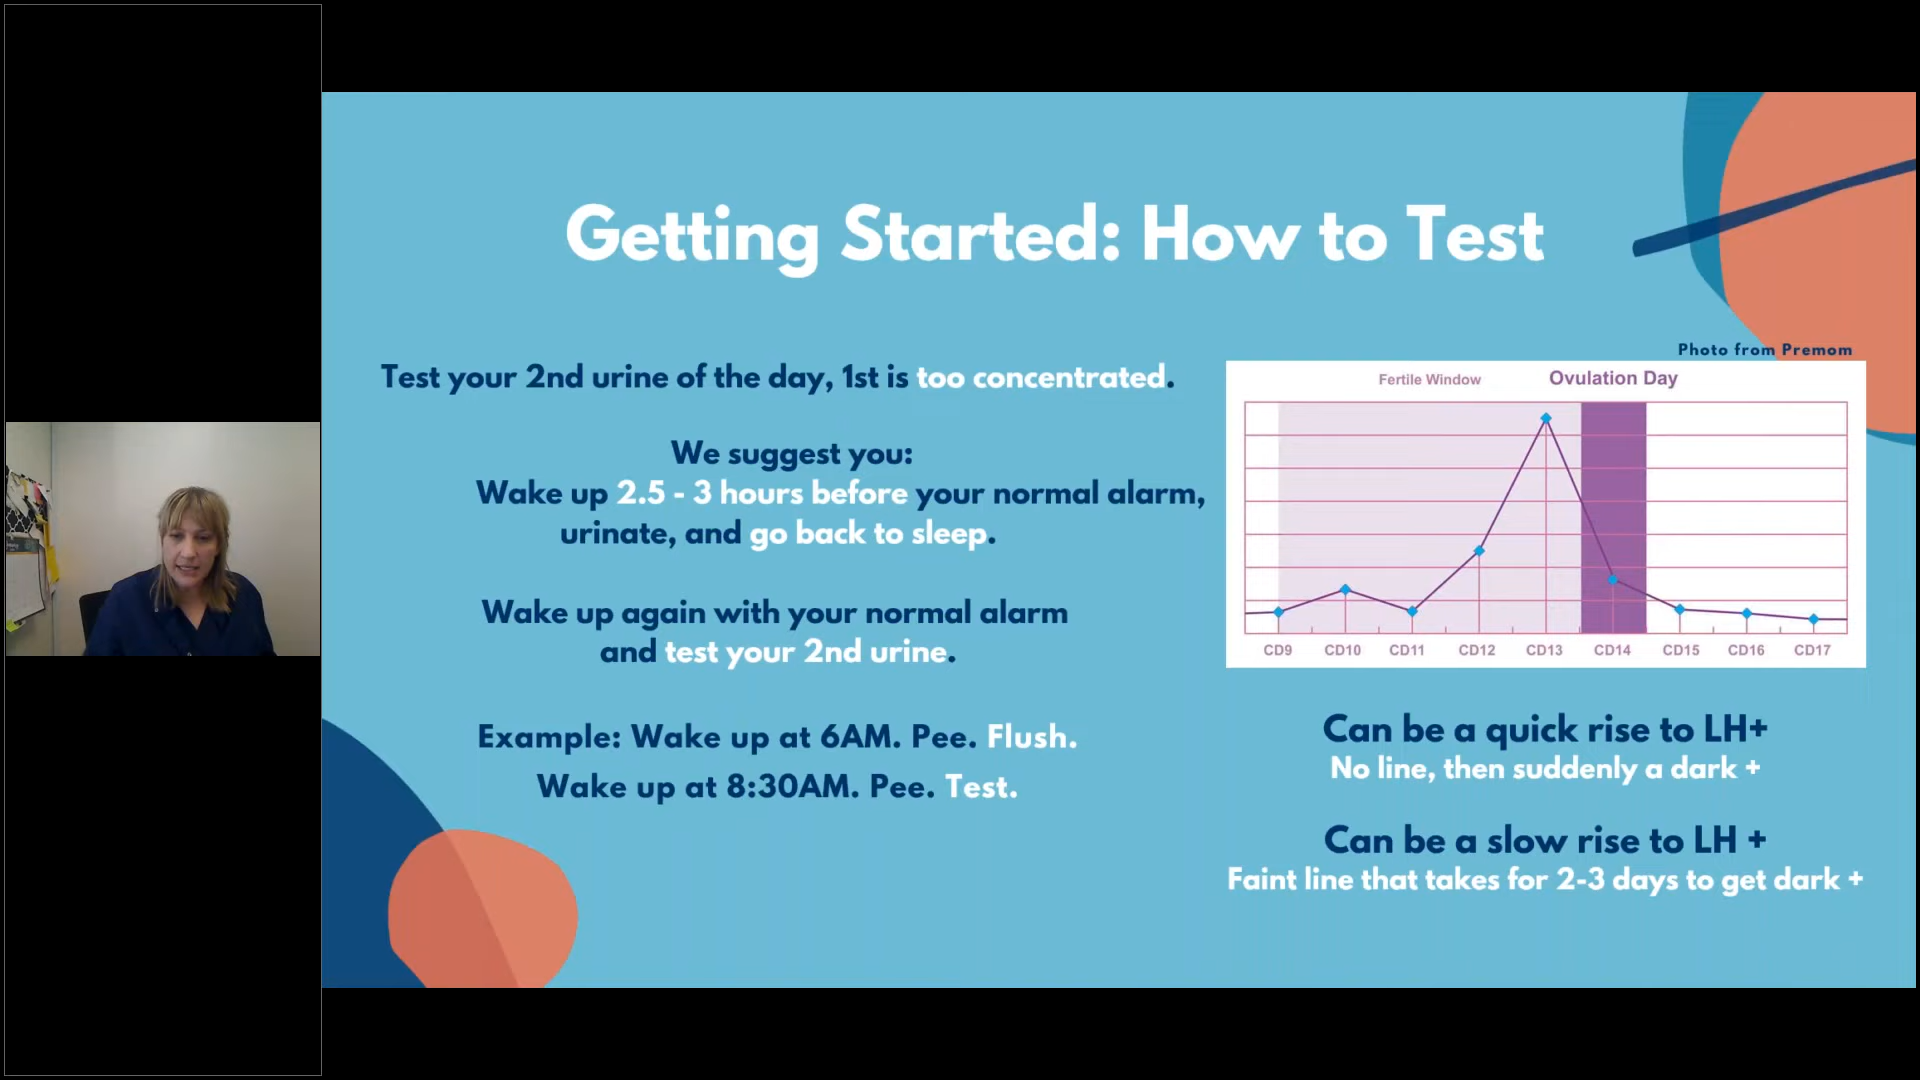 Getting Started: How to Test
Test your 2nd urine of the day, 1st is too concentrated.
We suggest you:
Wake up 2.5 - 3 hours before your normal alarm,
urinate, and go back to sleep.
Wake up again with your normal alarm
and test your 2nd urine.
Example: Wake up at 6AM. Pee. Flush.
Wake up at 8:30AM. Pee. Test.
Photo from Premom
Fertile Window Ovulation Day
CD9 CD10 CD11 CD12 CD13 CD14 CD15 CD16 CD17
Can be a quick rise to LH+
No line, then suddenly a dark +
Can be a slow rise to LH +
Faint line that takes for 2-3 days to get dark +